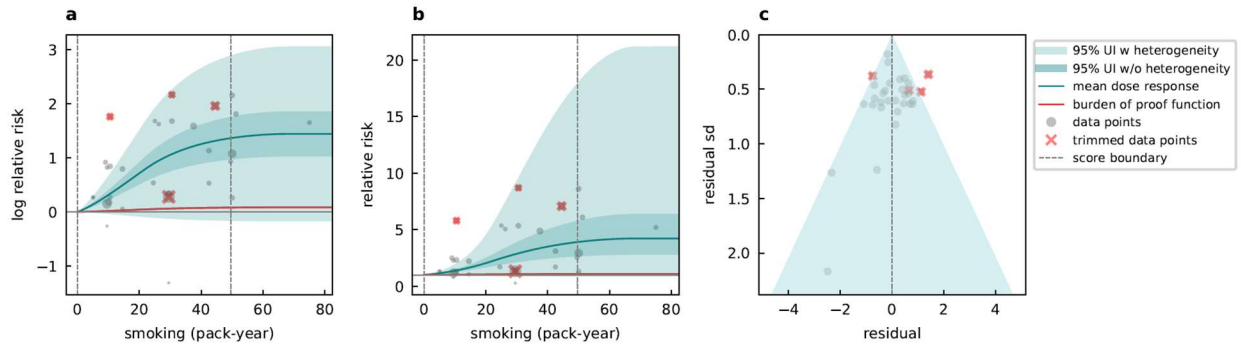 a
3
2
1
0
−1
log relative risk
0
20
40
60
80
smoking (pack-year)
b
20
15
10
5
0
relative risk
0
20
40
60
80
smoking (pack-year)
c
0.0
0.5
1.0
1.5
2.0
residual sd
−4
−2
0
2
4
residual
95% UI w heterogeneity
95% UI w/o heterogeneity
mean dose response
burden of proof function
data points
trimmed data points
score boundary